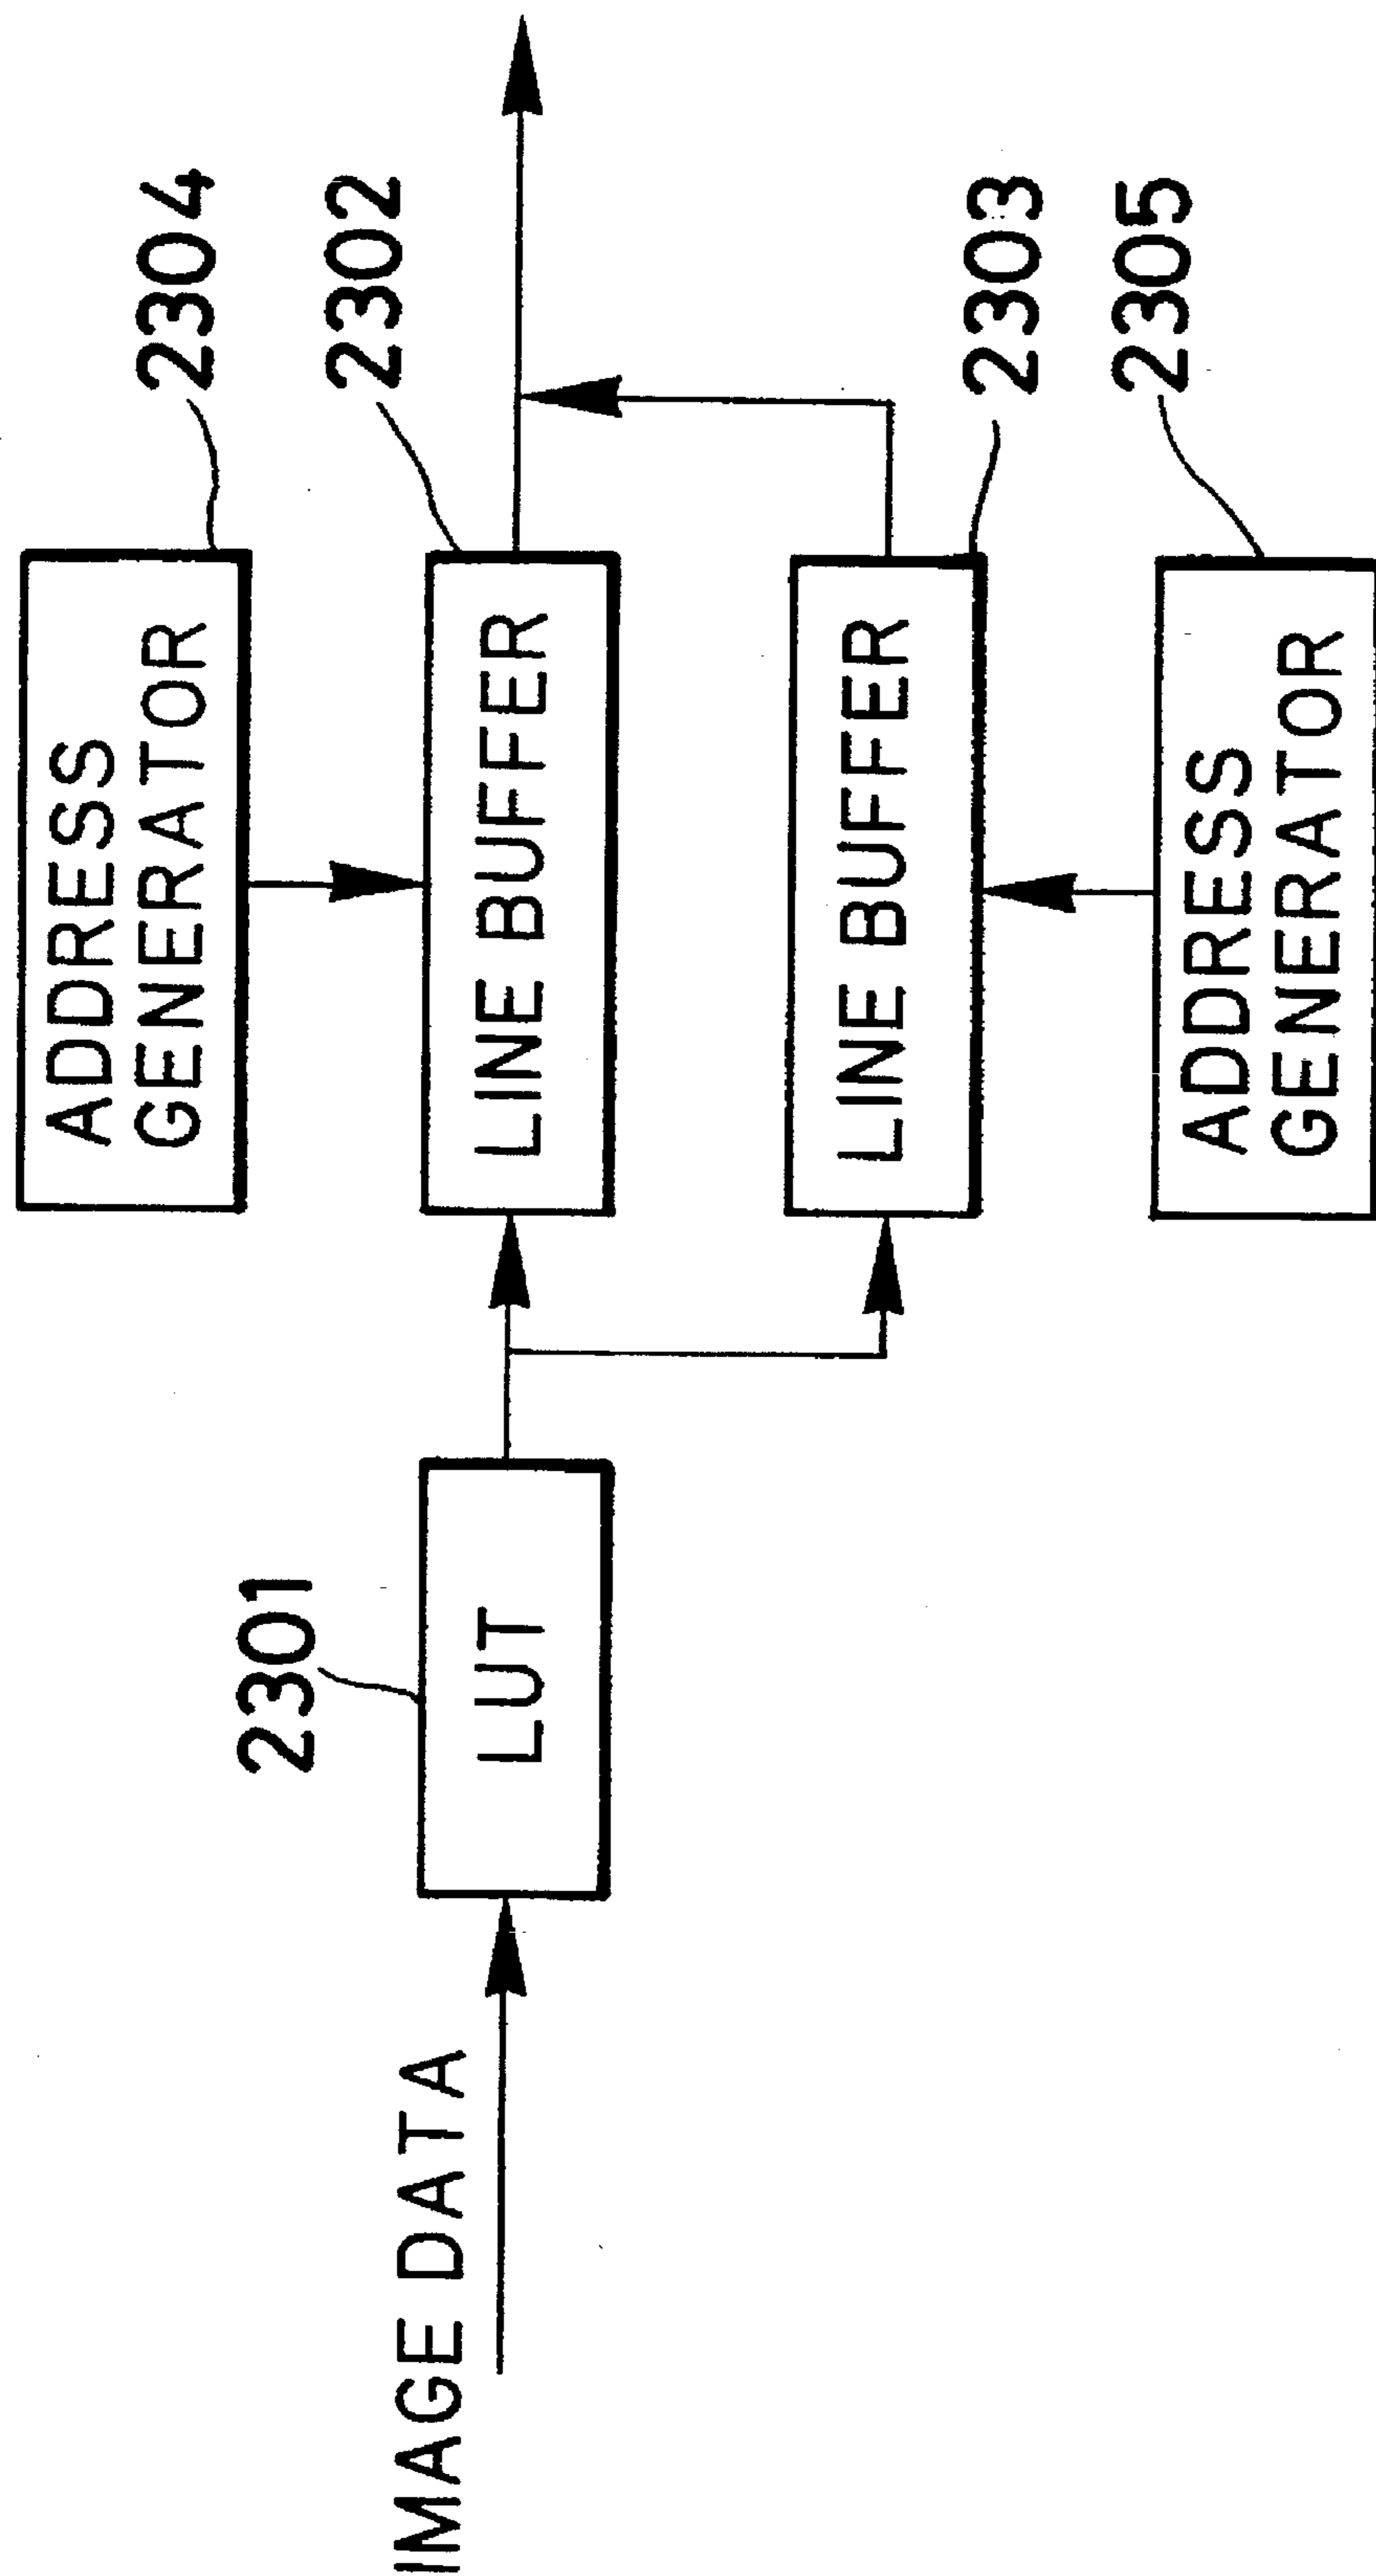 IMAGE DATA
2301
LUT
ADDRESS
GENERATOR
2304
LINE BUFFER
2302
LINE BUFFER
2303
ADDRESS
GENERATOR
2305